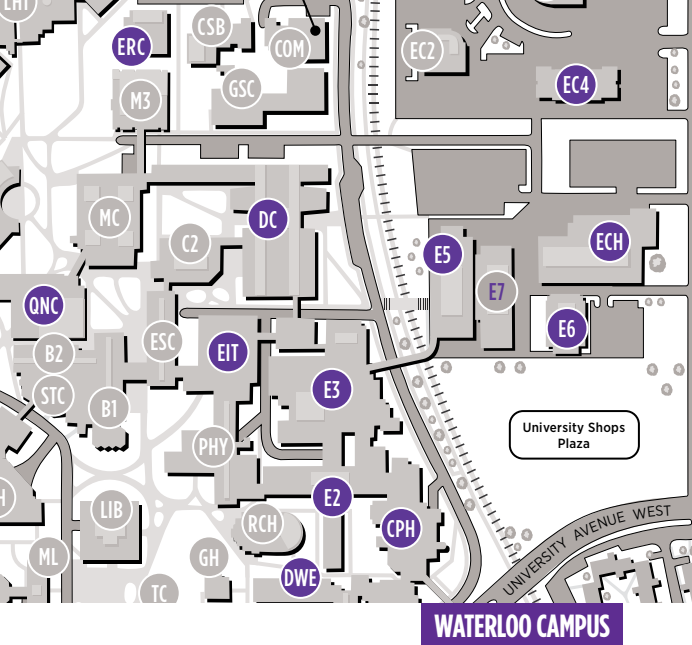 CSB
ERC
COM
EC2
GSC
EC4
M3
MC
DC
C2
E5
ECH
E7
QNC
E6
ESC
EIT
B2
E3
STC
B1
University Shops
Plaza
PHY
E2
LIB
RCH
CPH
UNIVERSITY AVENUE WEST
ML
GH
DWE
TC
WATERLOO CAMPUS